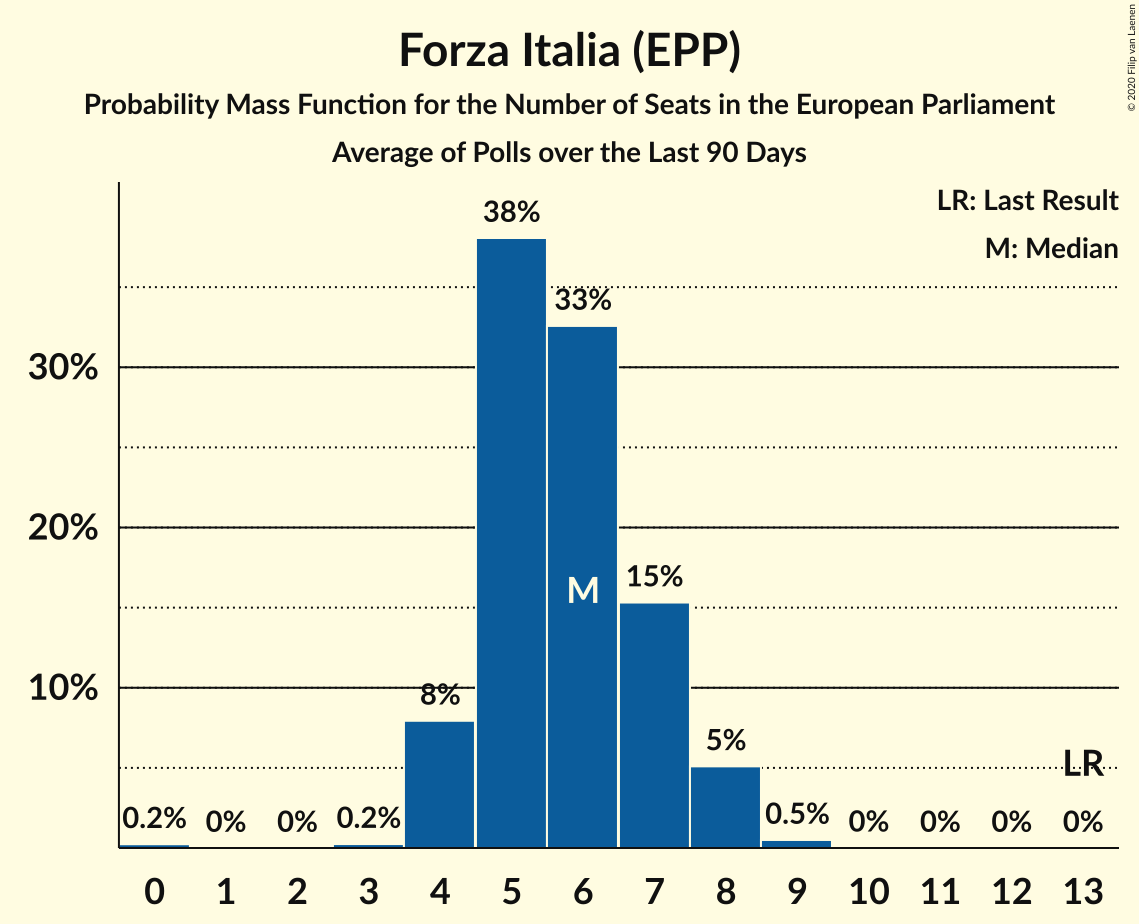 Forza Italia (EPP)
Probability Mass Function for the Number of Seats in the European Parliament
Average of Polls over the Last 90 Days
© 2020 Filip van Laenen
LR: Last Result
M: Median
38%
33%
30%
20%
M
15%
10%
8%
5%
LR
0.2%
0%
0%
0.2%
0.5%
0%
0%
0%
0%
0 1 2 3 4 5 6 7 8 9 10 11 12 13